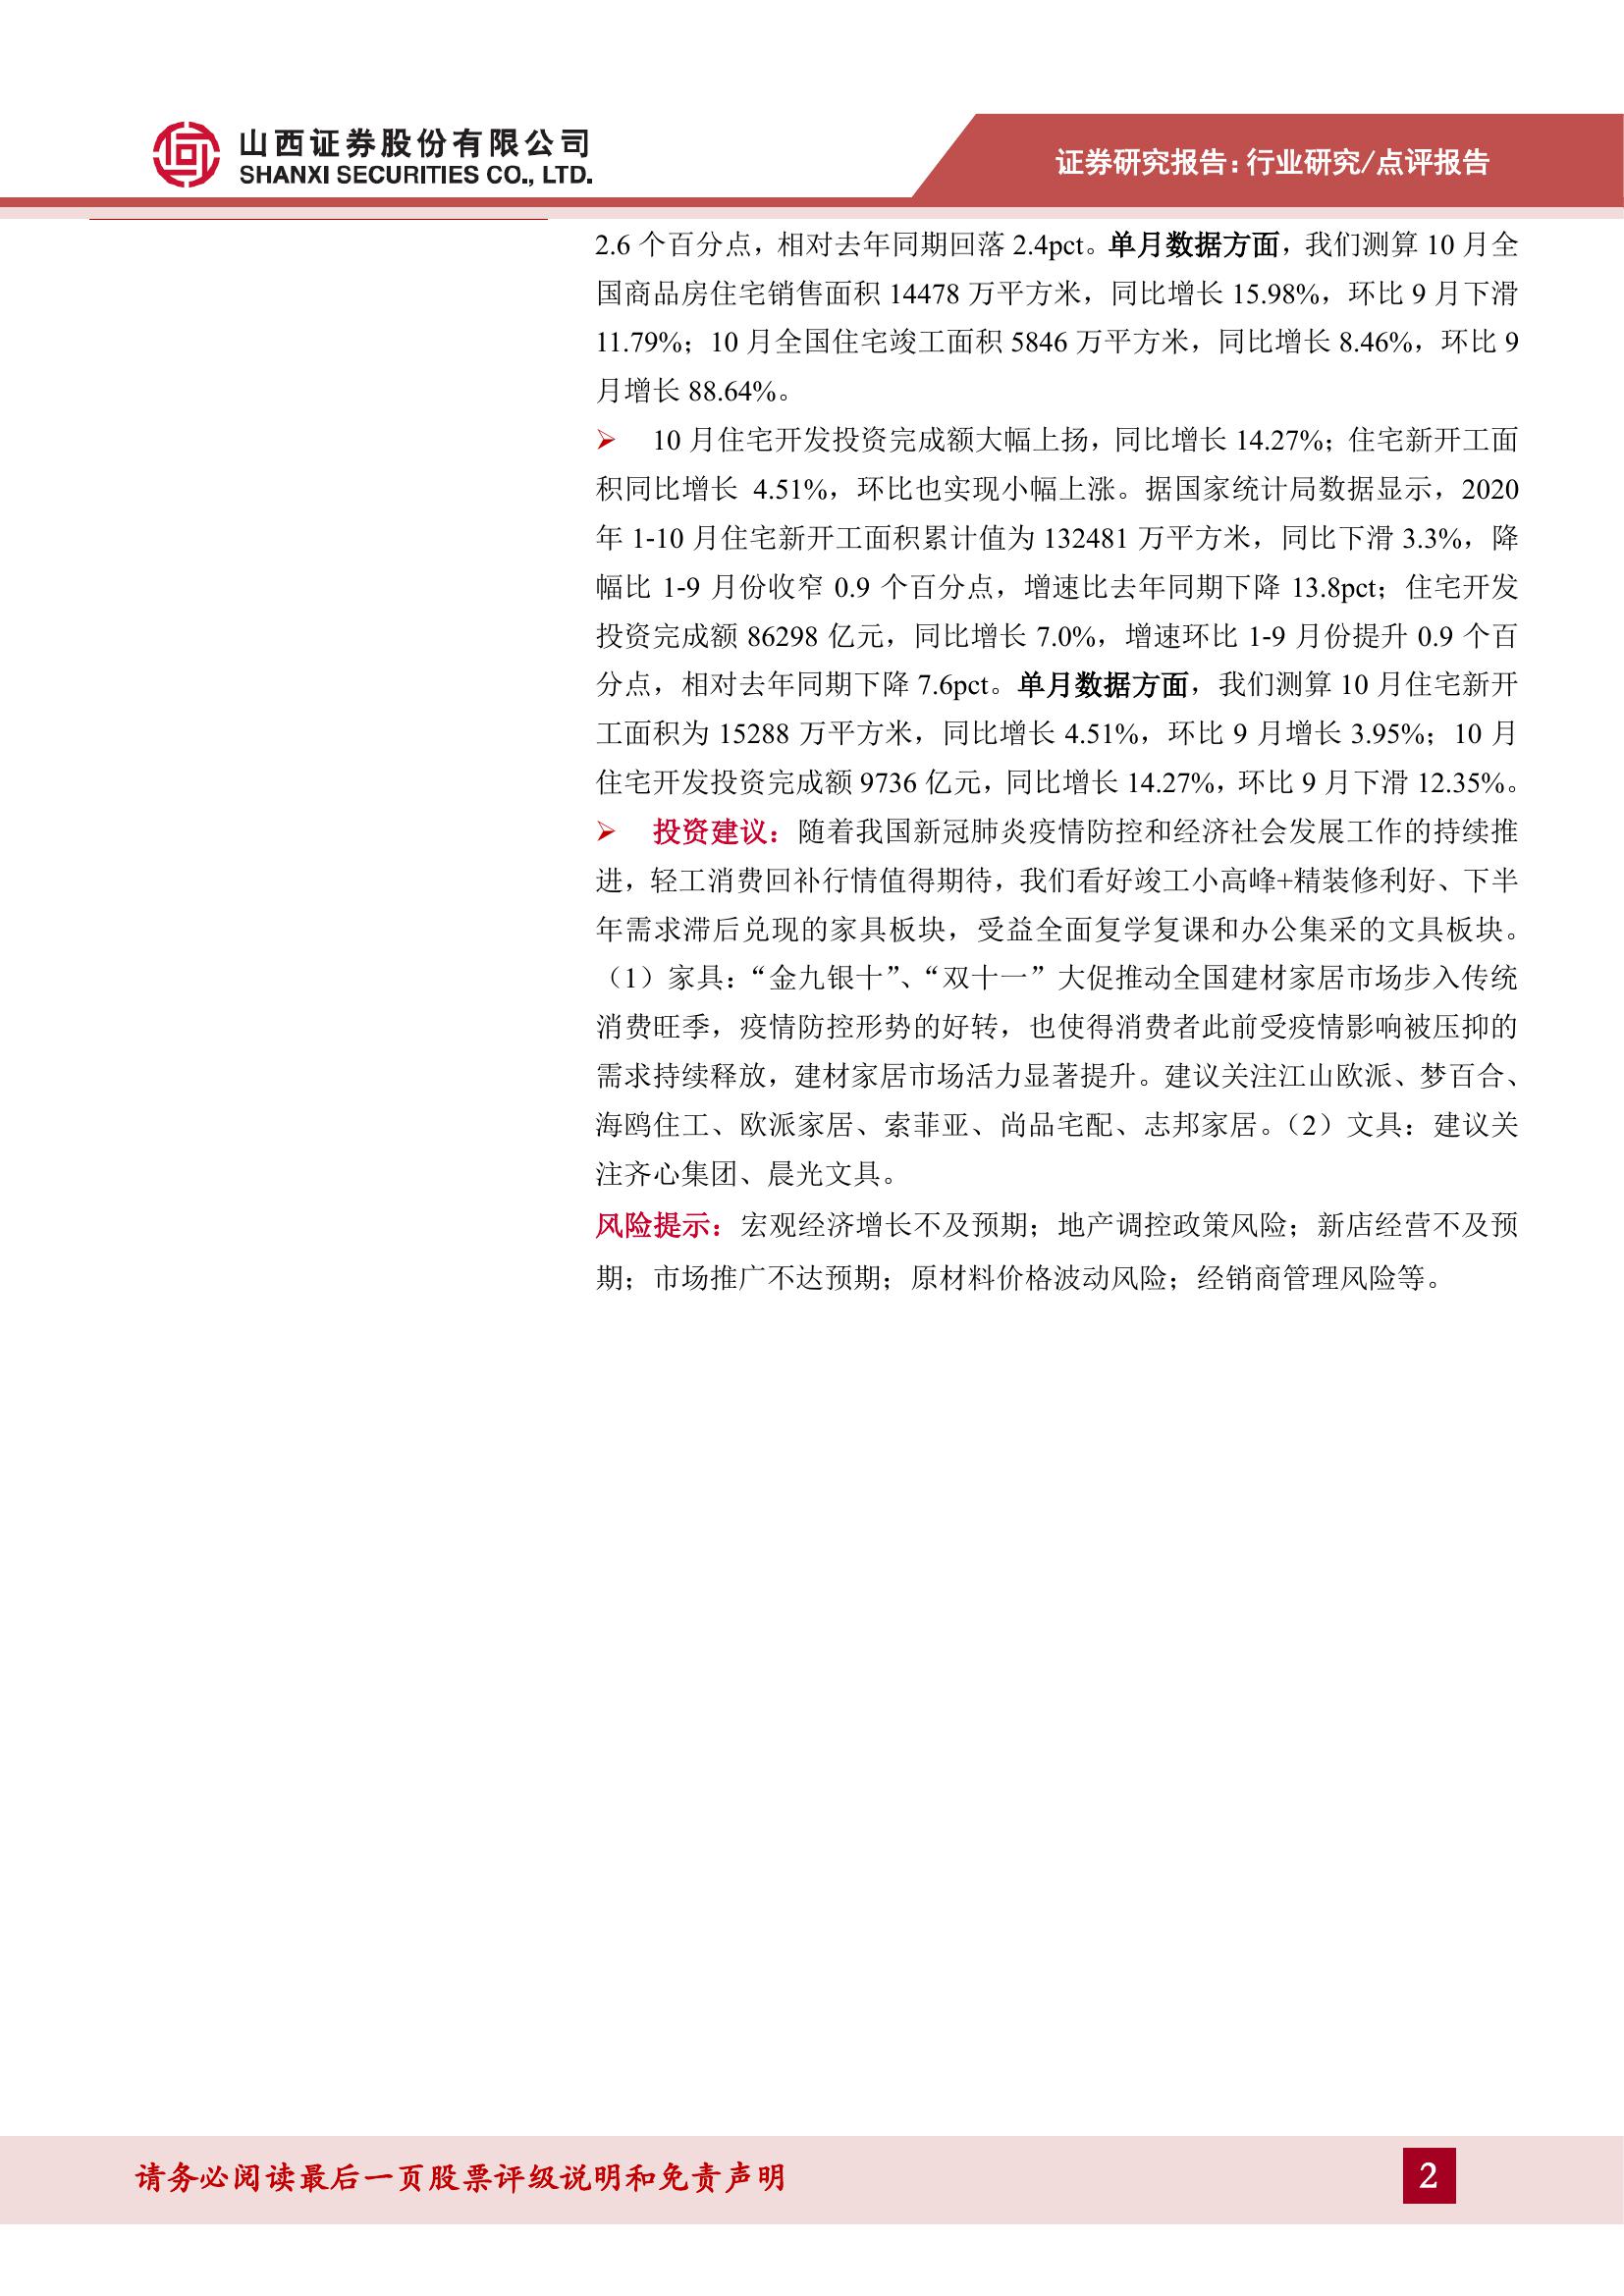 山西证券股份有限公司
SHANXI SECURITIES CO., LTD.
证券研究报告:行业研究/点评报告
2.6 个百分点，相对去年同期回落 2.4pct。单月数据方面，我们测算 10 月全
国商品房住宅销售面积 14478 万平方米，同比增长 15.98%，环比 9 月下滑
11.79%；10 月全国住宅竣工面积 5846 万平方米，同比增长 8.46%，环比 9
月增长 88.64%。
➢ 10 月住宅开发投资完成额大幅上扬，同比增长 14.27%；住宅新开工面
积同比增长 4.51%，环比也实现小幅上涨。据国家统计局数据显示，2020
年 1-10 月住宅新开工面积累计值为 132481 万平方米，同比下滑 3.3%，降
幅比 1-9 月份收窄 0.9 个百分点，增速比去年同期下降 13.8pct；住宅开发
投资完成额 86298 亿元，同比增长 7.0%，增速环比 1-9 月份提升 0.9 个百
分点，相对去年同期下降 7.6pct。单月数据方面，我们测算 10 月住宅新开
工面积为 15288 万平方米，同比增长 4.51%，环比 9 月增长 3.95%；10 月
住宅开发投资完成额 9736 亿元，同比增长 14.27%，环比 9 月下滑 12.35%。
➢ 投资建议：随着我国新冠肺炎疫情防控和经济社会发展工作的持续推
进，轻工消费回补行情值得期待，我们看好竣工小高峰+精装修利好、下半
年需求滞后兑现的家具板块，受益全面复学复课和办公集采的文具板块。
（1）家具：“金九银十”、“双十一”大促推动全国建材家居市场步入传统
消费旺季，疫情防控形势的好转，也使得消费者此前受疫情影响被压抑的
需求持续释放，建材家居市场活力显著提升。建议关注江山欧派、梦百合、
海鸥住工、欧派家居、索菲亚、尚品宅配、志邦家居。（2）文具：建议关
注齐心集团、晨光文具。
风险提示：宏观经济增长不及预期；地产调控政策风险；新店经营不及预
期；市场推广不达预期；原材料价格波动风险；经销商管理风险等。
请务必阅读最后一页股票评级说明和免责声明
2